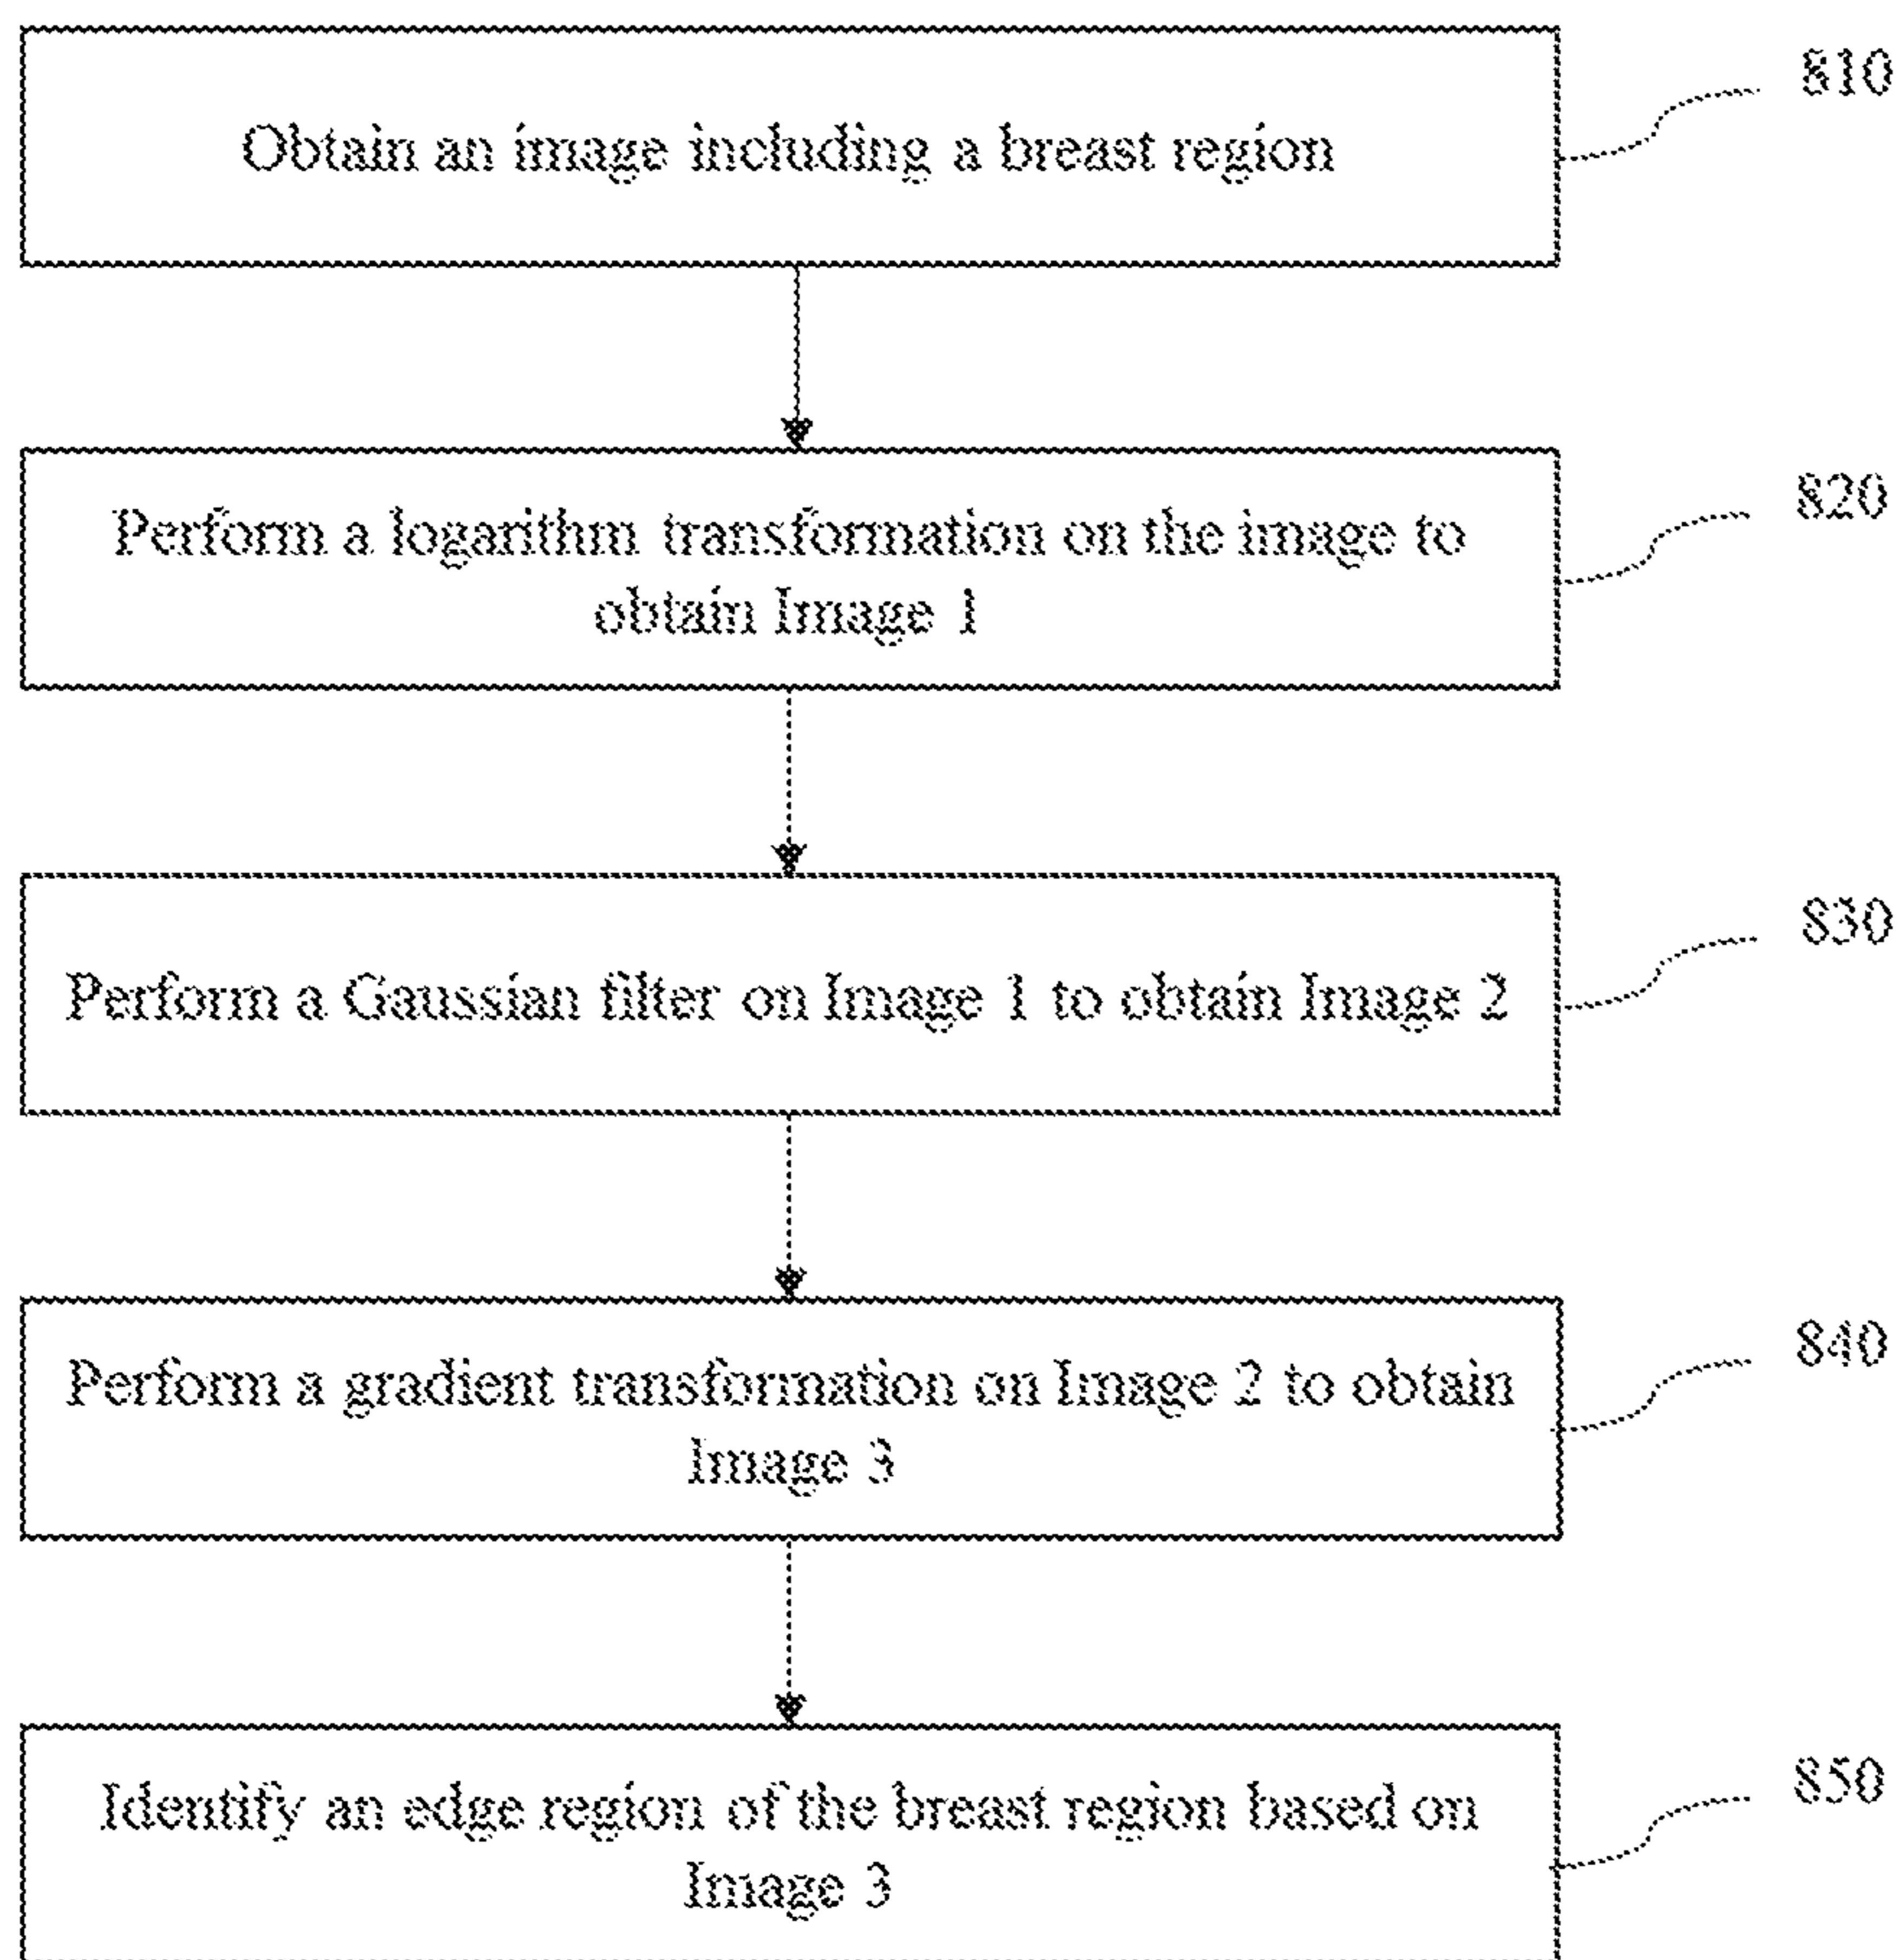 Obtain an image including a breast region
810
Perform a logarithm transformation on the image to
obtain Image 1
820
Perform a Gaussian filter on Image 1 to obtain Image 2
830
Perform a gradient transformation on Image 2 to obtain
Image 3
840
Identify an edge region of the breast region based on
Image 3
850